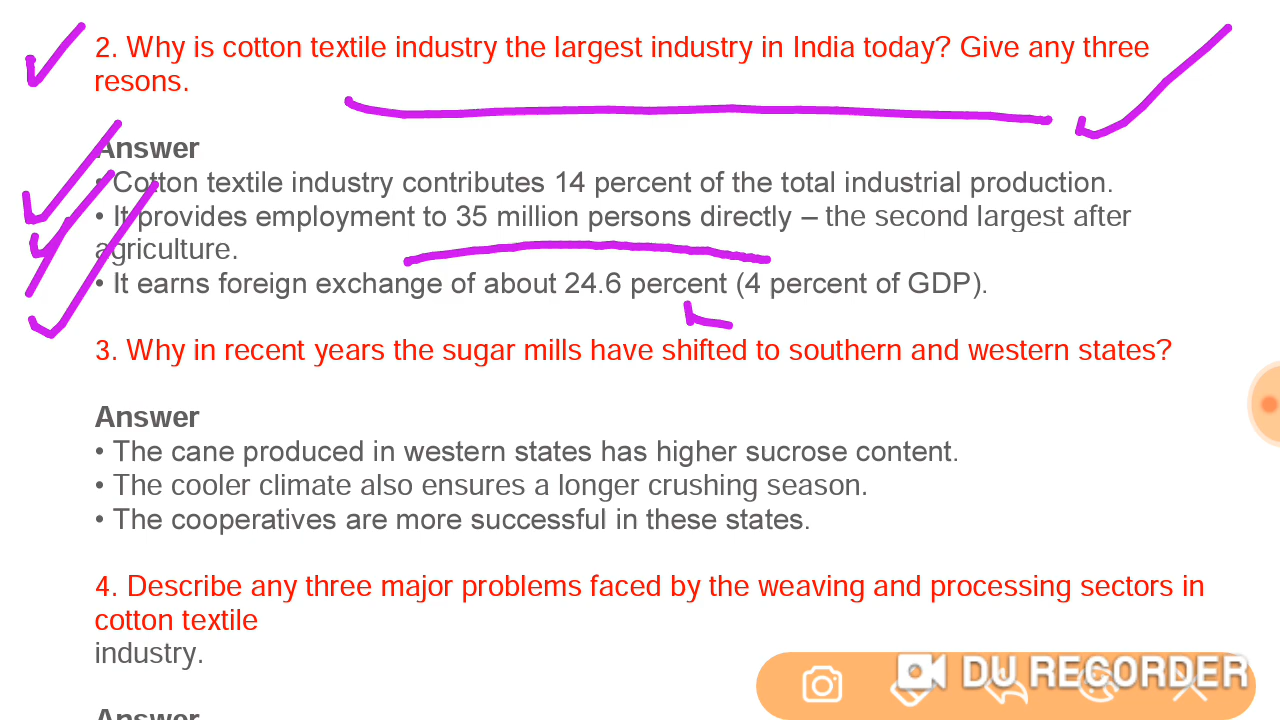 2. Why is cotton textile industry the largest industry in India today? Give any three
resons.
Answer
• Cotton textile industry contributes 14 percent of the total industrial production.
• It provides employment to 35 million persons directly – the second largest after
agriculture.
• It earns foreign exchange of about 24.6 percent (4 percent of GDP).
3. Why in recent years the sugar mills have shifted to southern and western states?
Answer
• The cane produced in western states has higher sucrose content.
• The cooler climate also ensures a longer crushing season.
• The cooperatives are more successful in these states.
4. Describe any three major problems faced by the weaving and processing sectors in
cotton textile
industry.
DU RECORDER
Answer